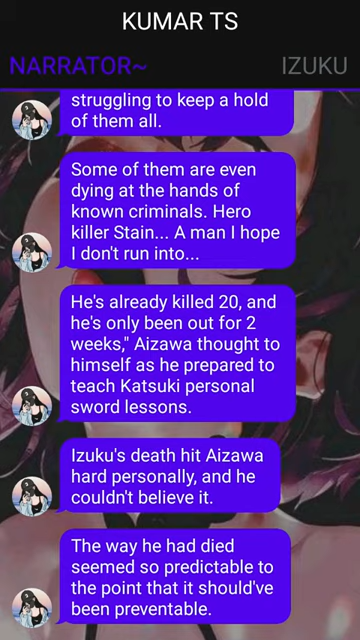 KUMAR TS
NARRATOR~
IZUKU
struggling to keep a hold
of them all.
Some of them are even
dying at the hands of
known criminals. Hero
killer Stain... A man I hope
I don't run into...
He's already killed 20, and
he's only been out for 2
weeks," Aizawa thought to
himself as he prepared to
teach Katsuki personal
sword lessons.
Izuku's death hit Aizawa
hard personally, and he
couldn't believe it.
The way he had died
seemed so predictable to
the point that it should've
been preventable.